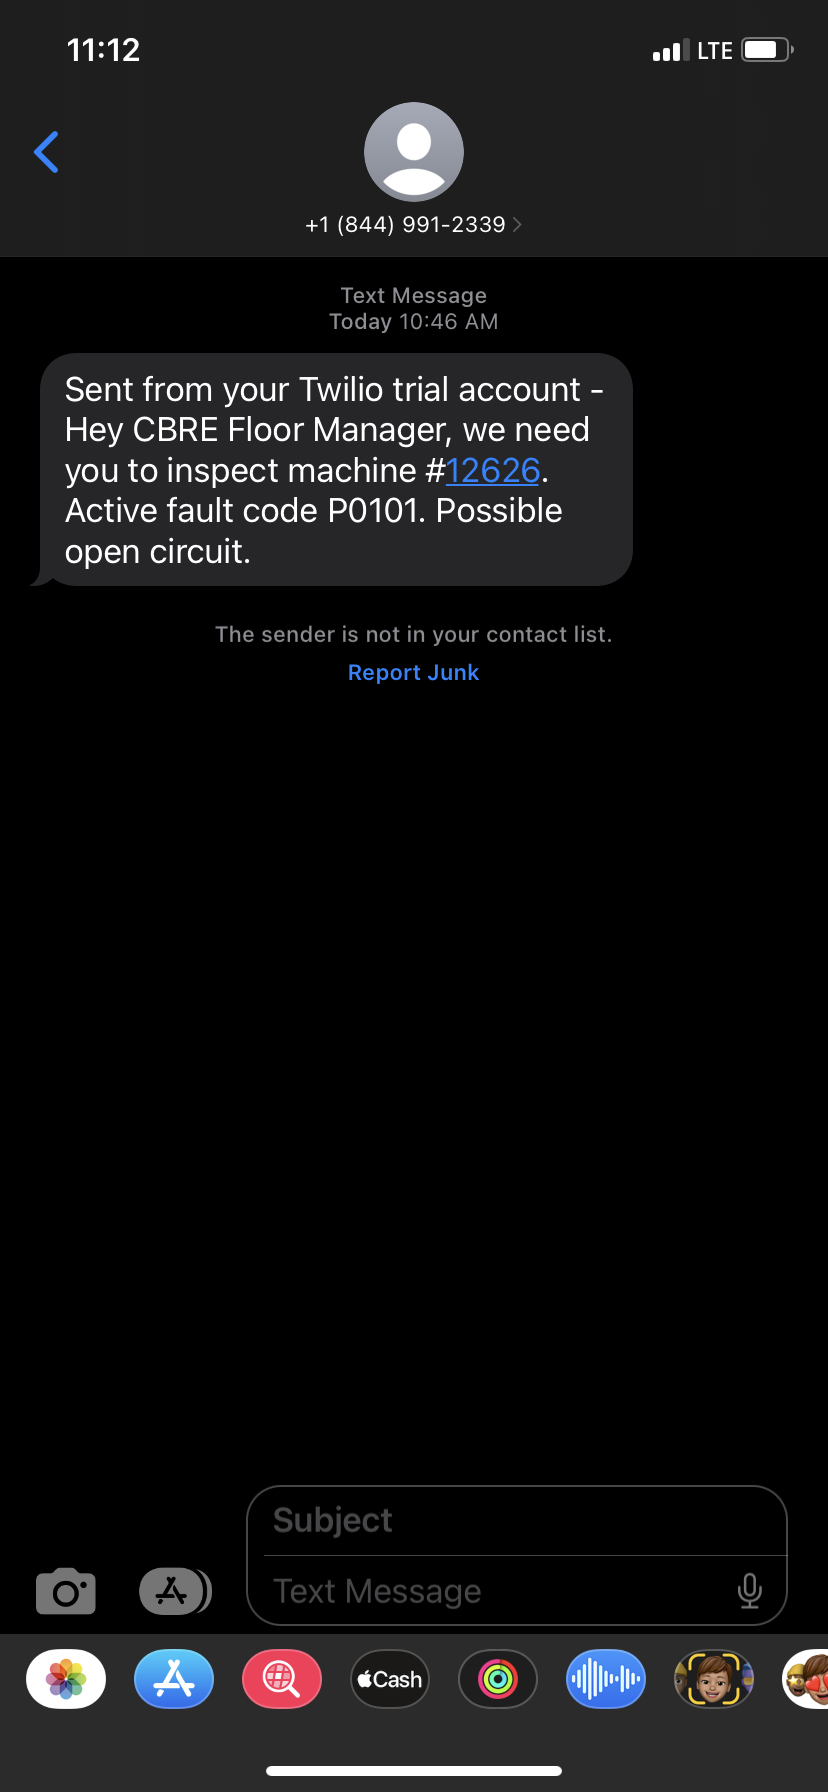 11:12
LTE
+1 (844) 991-2339
Text Message
Today 10:46 AM
Sent from your Twilio trial account -
Hey CBRE Floor Manager, we need
you to inspect machine #12626.
Active fault code P0101. Possible
open circuit.
The sender is not in your contact list.
Report Junk
Subject
Text Message
Cash